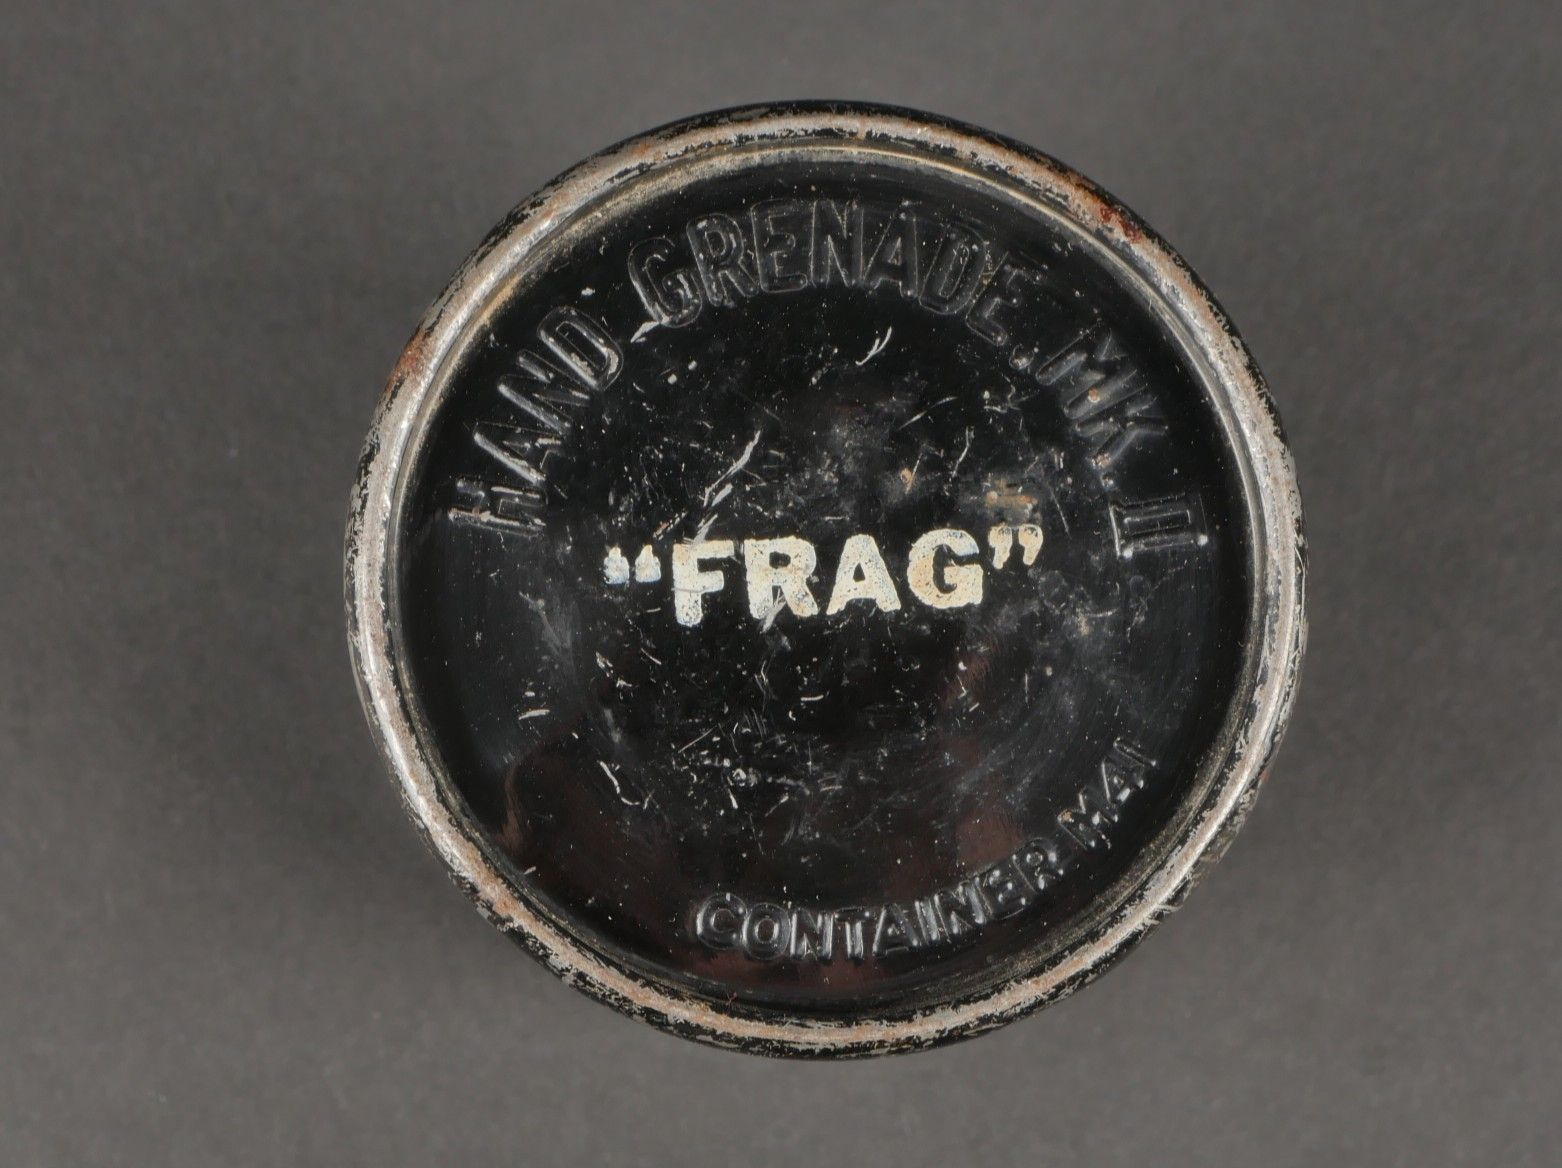 HAND GRENADE. MK. II
"FRAG"
CONTAINER M41